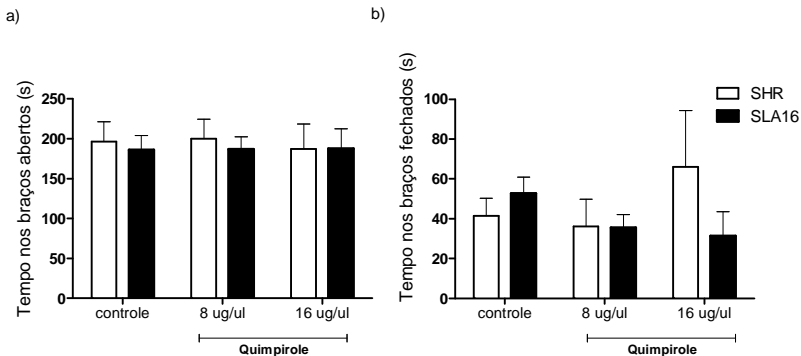 a)
Tempo nos braços abertos (s)
250
200
150
100
50
0
controle
8 ug/ul
16 ug/ul
Quimpirole
b)
Tempo nos braços fechados (s)
100
80
60
40
20
0
controle
8 ug/ul
16 ug/ul
Quimpirole
SHR
SLA16